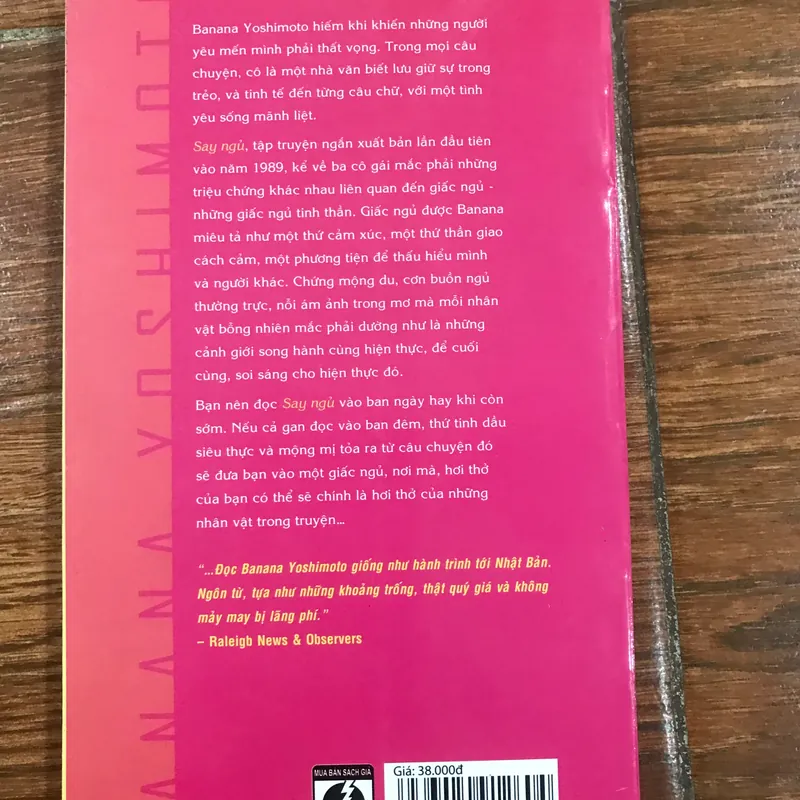 Banana Yoshimoto hiếm khi khiến những người
yêu mến mình phải thất vọng. Trong mọi câu
chuyện, cô là một nhà văn biết lưu giữ sự trong
trẻo, và tinh tế đến từng câu chữ, với một tình
yêu sống mãnh liệt.
Say ngủ, tập truyện ngắn xuất bản lần đầu tiên
vào năm 1989, kể về ba cô gái mắc phải những
triệu chứng khác nhau liên quan đến giấc ngủ -
những giấc ngủ tinh thần. Giấc ngủ được Banana
miêu tả như một thứ cảm xúc, một thứ thần giao
cách cảm, một phương tiện để thấu hiểu mình
và người khác. Chứng mộng du, cơn buồn ngủ
thường trực, nỗi ám ảnh trong mơ mà mỗi nhân
vật bỗng nhiên mắc phải dường như là những
cảnh giới song hành cùng hiện thực, để cuối
cùng, soi sáng cho hiện thực đó.
Bạn nên đọc Say ngủ vào ban ngày hay khi còn
sớm. Nếu cả gan đọc vào ban đêm, thứ tinh dầu
siêu thực và mộng mị tỏa ra từ câu chuyện đó
sẽ đưa bạn vào một giấc ngủ, nơi mà, hơi thở
của bạn có thể sẽ chính là hơi thở của những
nhân vật trong truyện...
"...Đọc Banana Yoshimoto giống như hành trình tới Nhật Bản.
Ngôn từ, tựa như những khoảng trống, thật quý giá và không
mảy may bị lãng phí."
– Raleigb News & Observers
MUA BÁN SÁCH GIẢ
Giá: 38.000đ
ANANA YOSHIMOT